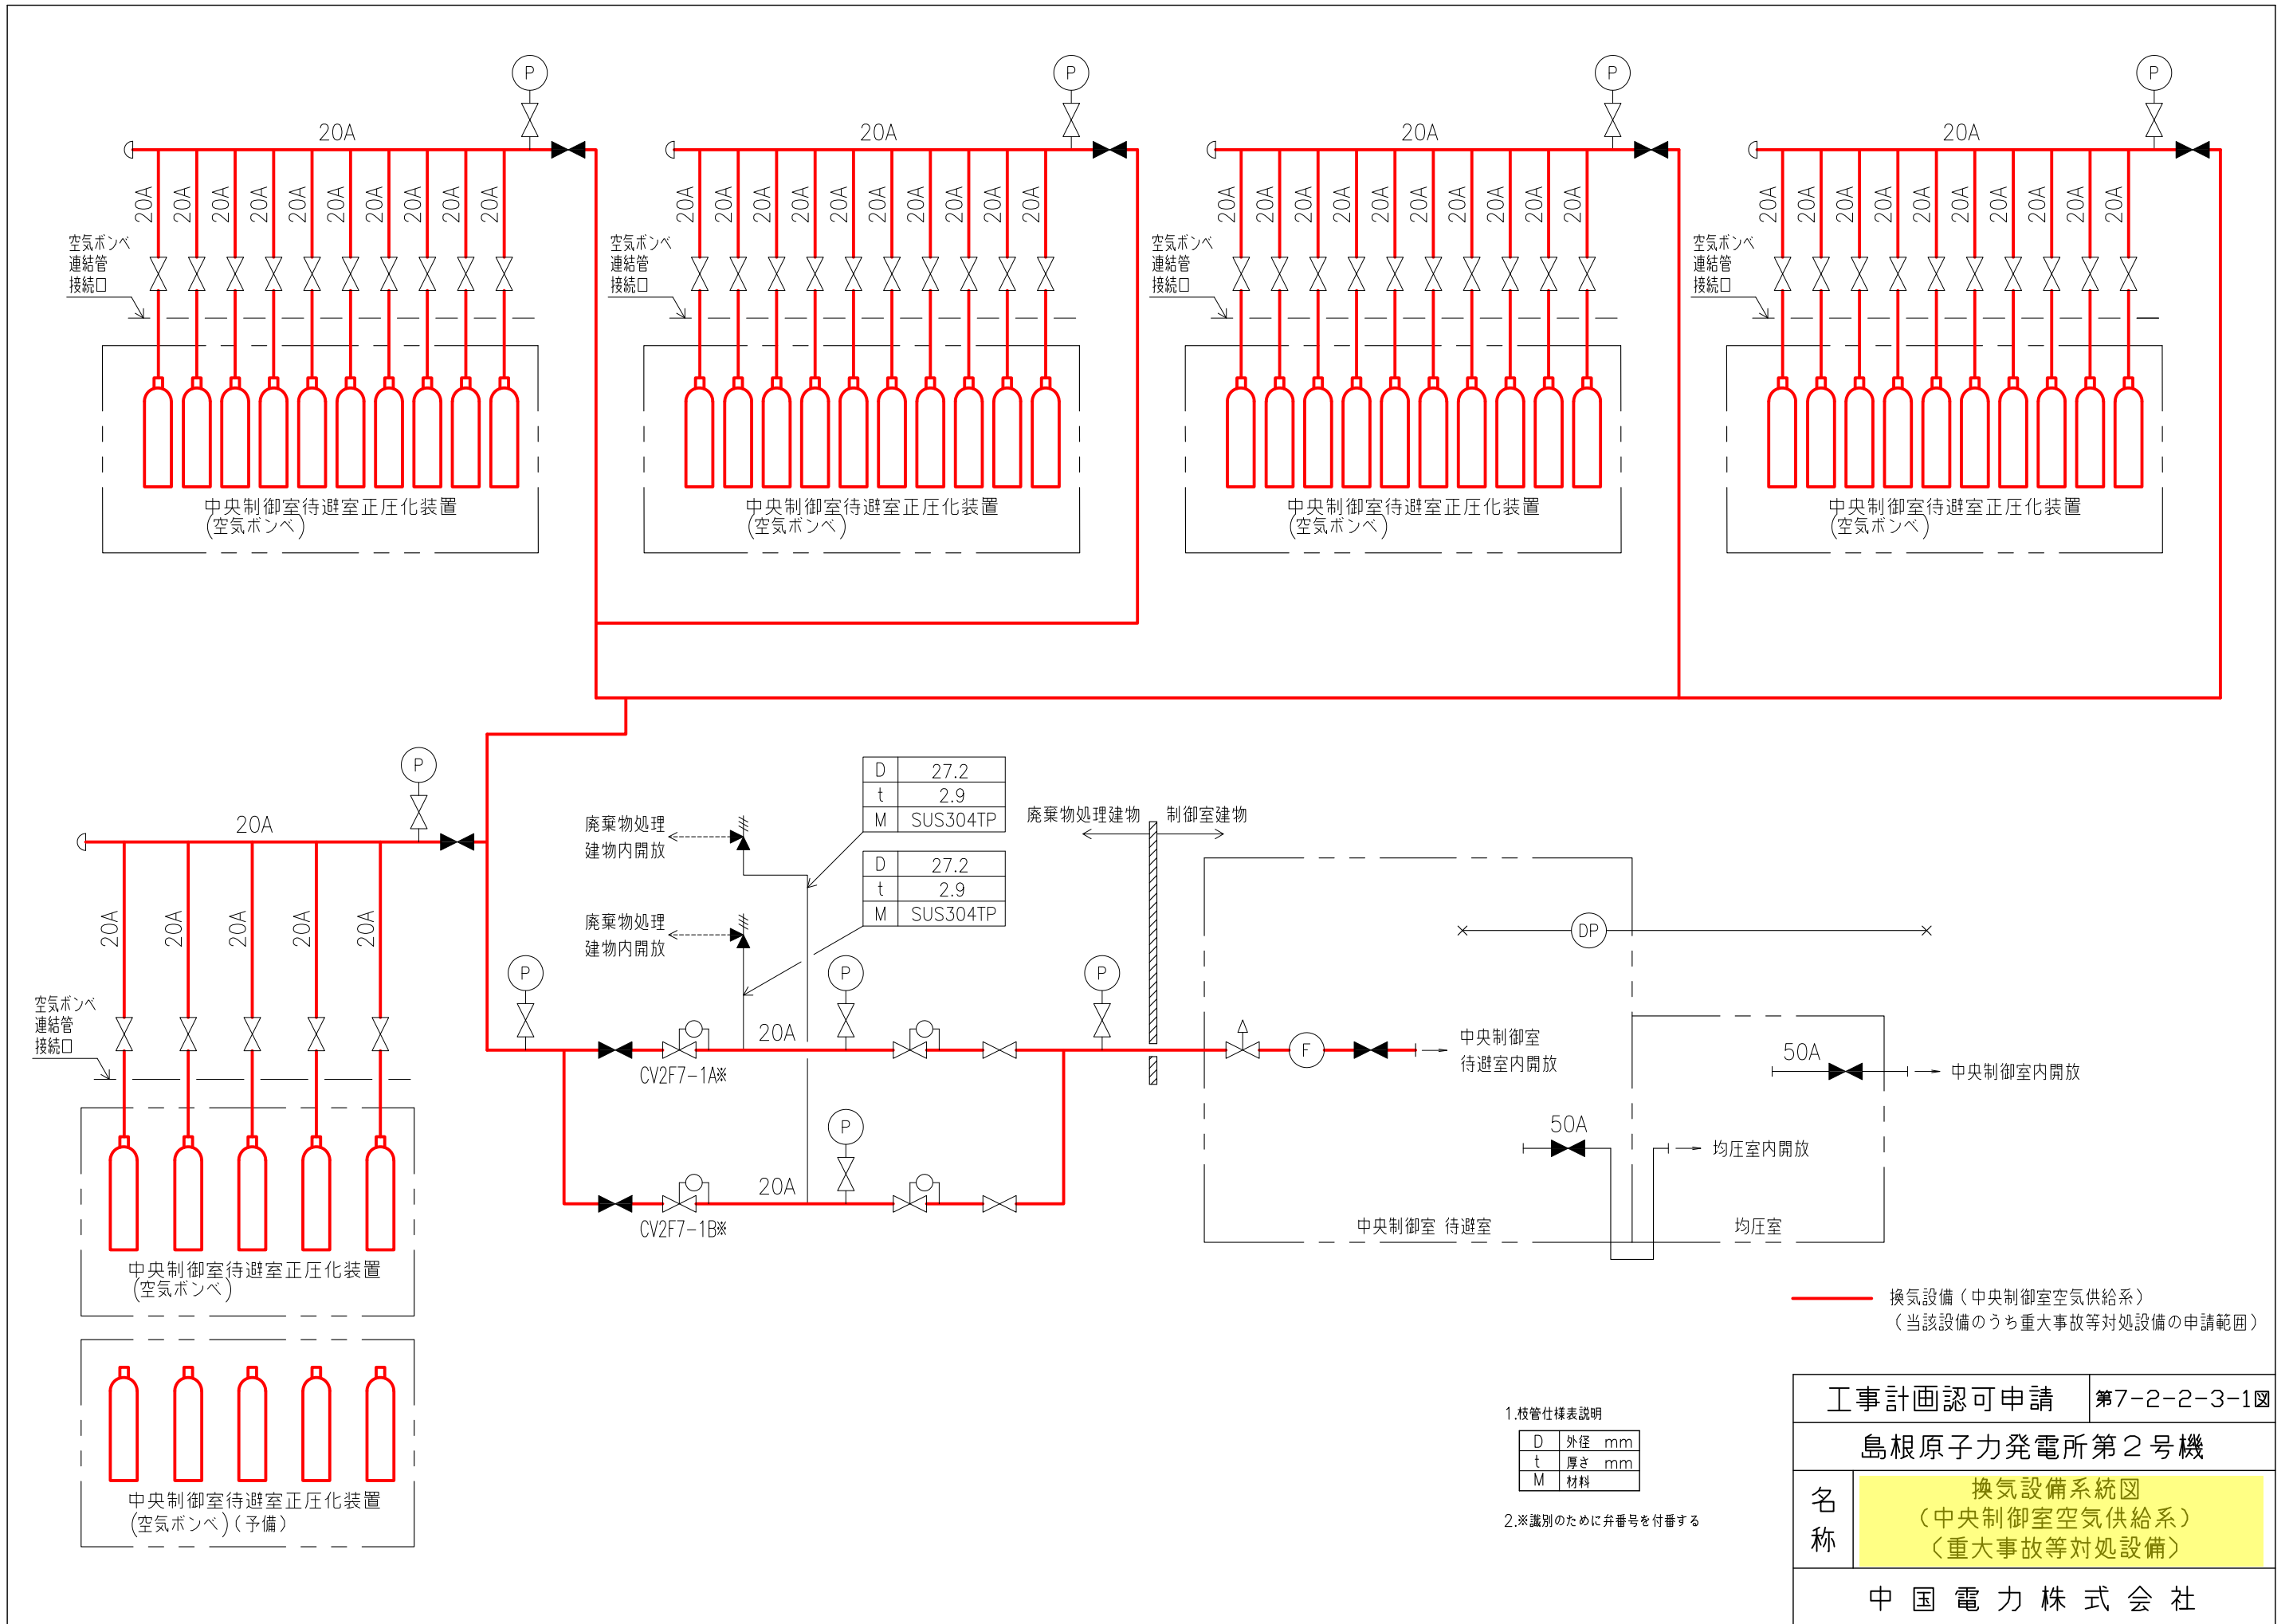 P
P
P
P
20A
20A
20A
20A
20A 20A 20A 20A 20A 20A 20A 20A 20A 20A
20A 20A 20A 20A 20A 20A 20A 20A 20A 20A
20A 20A 20A 20A 20A 20A 20A 20A 20A 20A
20A 20A 20A 20A 20A 20A 20A 20A 20A 20A
空気ボンベ
連結管
接続口
空気ボンベ
連結管
接続口
空気ボンベ
連結管
接続口
空気ボンベ
連結管
接続口
中央制御室待避室正圧化装置
(空気ボンベ)
中央制御室待避室正圧化装置
(空気ボンベ)
中央制御室待避室正圧化装置
(空気ボンベ)
中央制御室待避室正圧化装置
(空気ボンベ)
P
20A
20A 20A 20A 20A 20A
空気ボンベ
連結管
接続口
中央制御室待避室正圧化装置
(空気ボンベ)
中央制御室待避室正圧化装置
(空気ボンベ)(予備)
D 27.2
t 2.9
M SUS304TP
D 27.2
t 2.9
M SUS304TP
廃棄物処理
建物内開放
廃棄物処理
建物内開放
廃棄物処理建物 制御室建物
P
P
P
20A
CV2F7-1A※
P
20A
CV2F7-1B※
DP
F
中央制御室
待避室内開放
50A
中央制御室内開放
50A
均圧室内開放
中央制御室 待避室
均圧室
換気設備(中央制御室空気供給系)
(当該設備のうち重大事故等対処設備の申請範囲)
1.枝管仕様表説明
D 外径 mm
t 厚さ mm
M 材料
2.※識別のために弁番号を付番する
工事計画認可申請 第7-2-2-3-1図
島根原子力発電所第2号機
名称
換気設備系統図
(中央制御室空気供給系)
(重大事故等対処設備)
中国電力株式会社